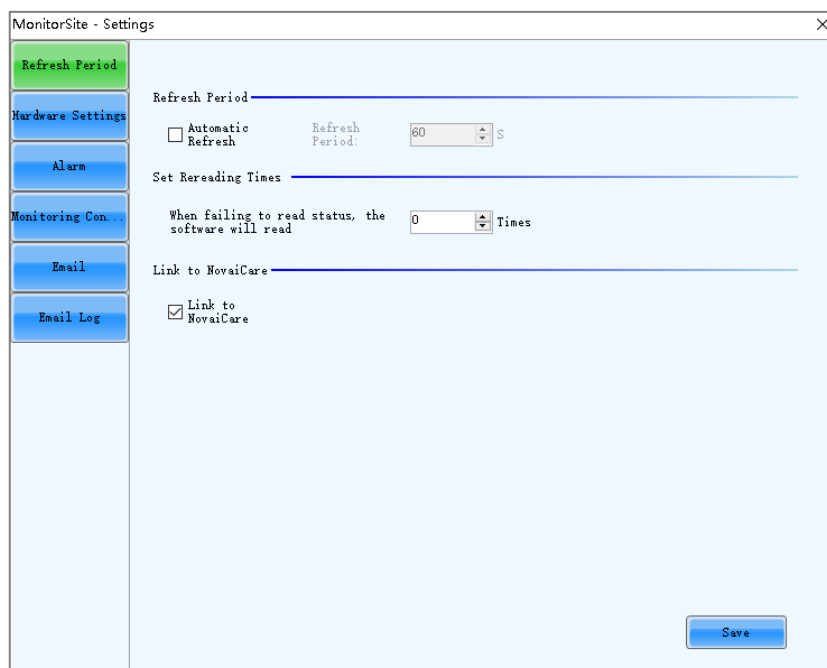 MonitorSite - Settings
Refresh Period
Hardware Settings
Alarm
Monitoring Con...
Email
Email Log
Refresh Period
Automatic
Refresh
Refresh
Period:
60
S
Set Rereading Times
When failing to read status, the
software will read
0
Times
Link to NovaiCare
Link to
NovaiCare
Save